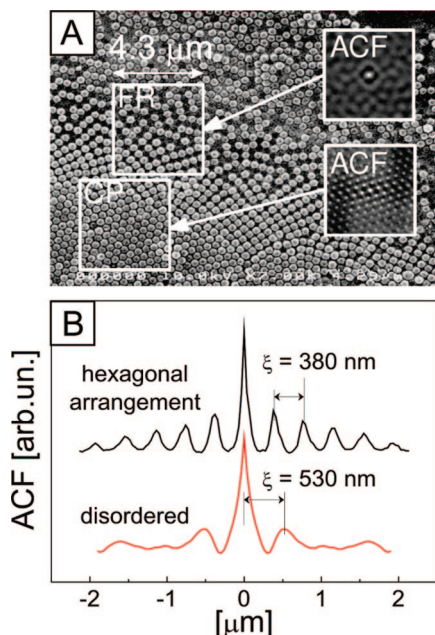 A
4.3 μm
ACF
FR
ACF
CP
B
ξ = 380 nm
hexagonal
arrangement
ξ = 530 nm
disordered
ACF [arb.un.]
-2 -1 0 1 2
[μm]